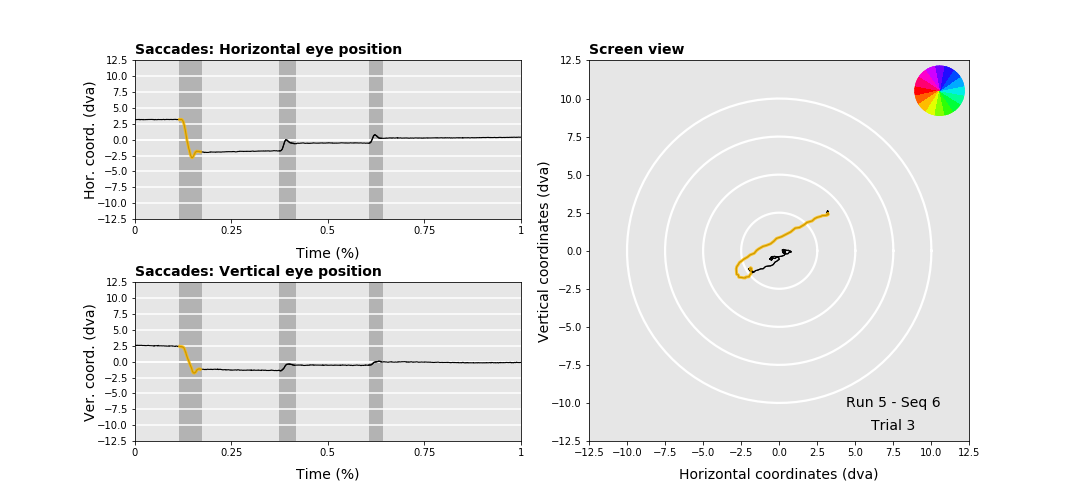 Saccades: Horizontal eye position
12.5
10.0
7.5
5.0
2.5
0.0
−2.5
−5.0
−7.5
−10.0
−12.5
Hor. coord. (dva)
0 0.25 0.5 0.75 1
Time (%)
Saccades: Vertical eye position
12.5
10.0
7.5
5.0
2.5
0.0
−2.5
−5.0
−7.5
−10.0
−12.5
Ver. coord. (dva)
0 0.25 0.5 0.75 1
Time (%)
Screen view
12.5
10.0
7.5
5.0
2.5
0.0
−2.5
−5.0
−7.5
−10.0
−12.5
Vertical coordinates (dva)
Run 5 - Seq 6
Trial 3
−12.5 −10.0 −7.5 −5.0 −2.5 0.0 2.5 5.0 7.5 10.0 12.5
Horizontal coordinates (dva)